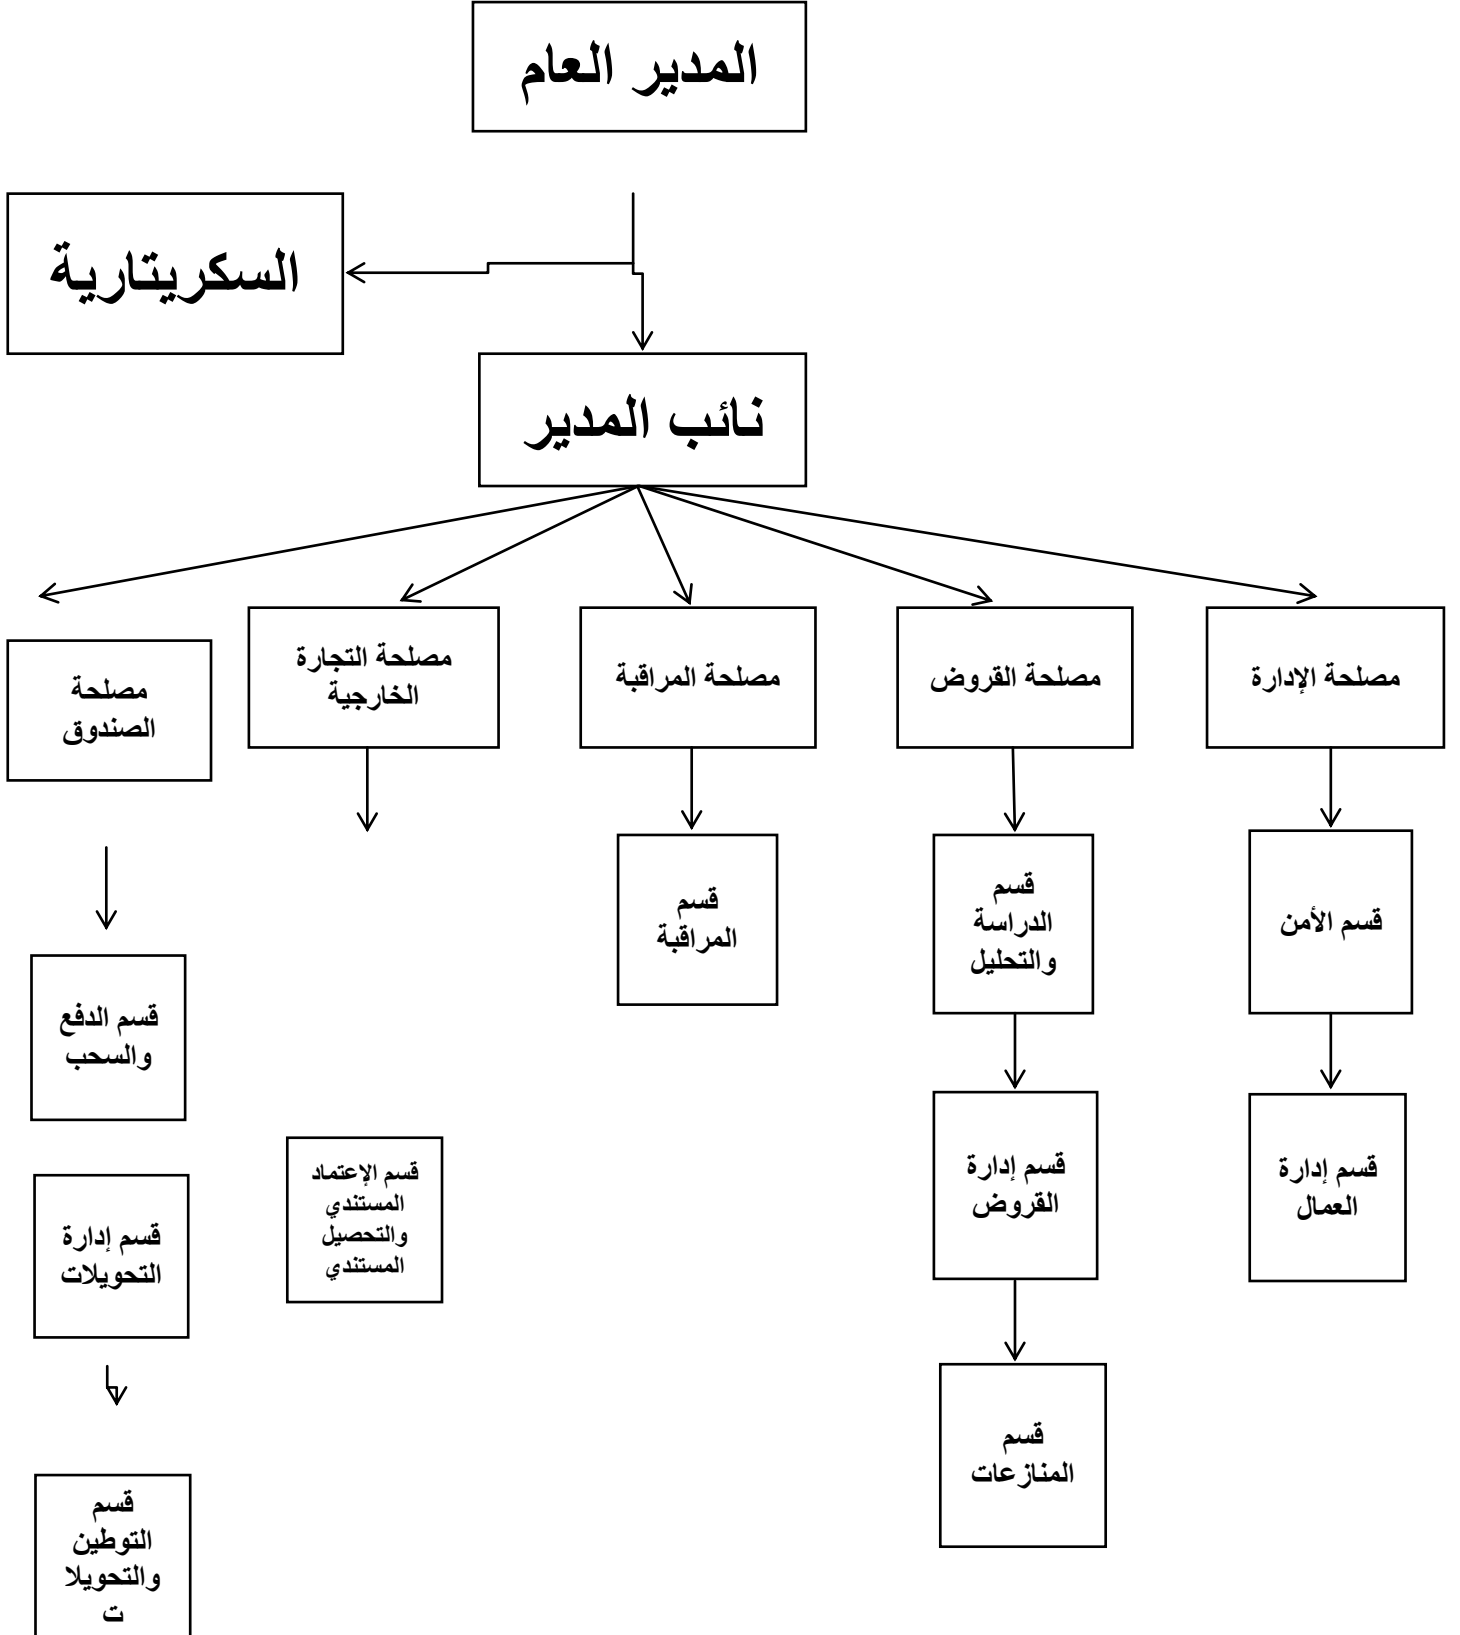 المدير العام
السكريتارية
نائب المدير
مصلحة الإدارة
مصلحة القروض
مصلحة المراقبة
مصلحة التجارة
الخارجية
مصلحة
الصندوق
قسم الأمن
قسم
الدراسة
والتحليل
قسم
المراقبة
قسم الدفع
والسحب
قسم إدارة
العمال
قسم إدارة
القروض
قسم الإعتماد
المستندي
والتحصيل
المستندي
قسم إدارة
التحويلات
قسم
المنازعات
قسم
التوطين
والتحويلا
ت